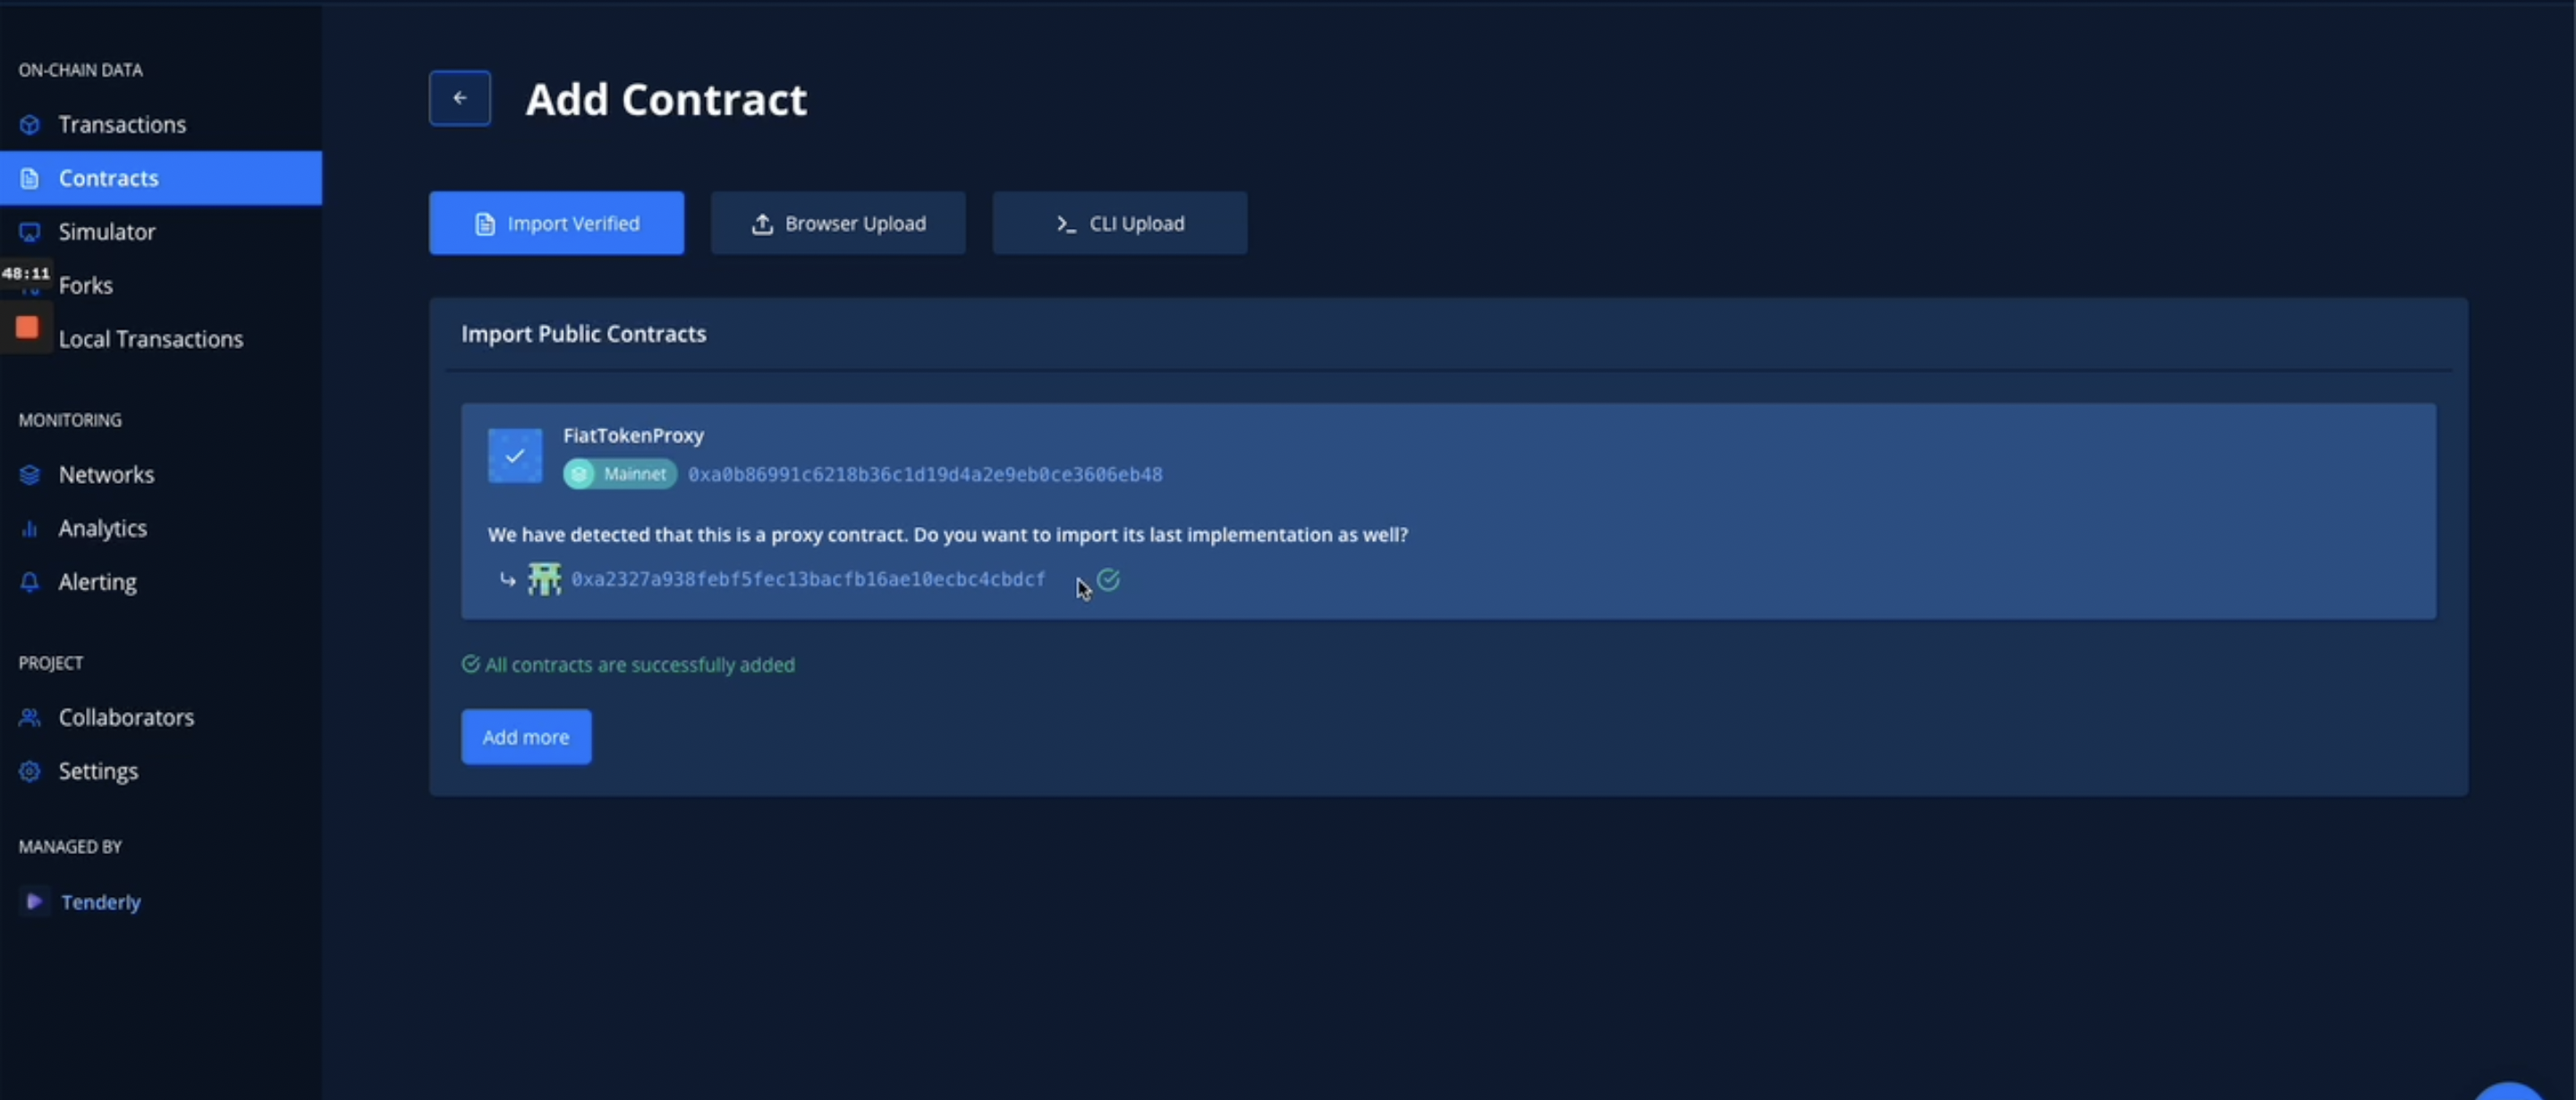 ON-CHAIN DATA
Transactions
Contracts
Simulator
48:11
Forks
Local Transactions
MONITORING
Networks
Analytics
Alerting
PROJECT
Collaborators
Settings
MANAGED BY
Tenderly
Add Contract
Import Verified
Browser Upload
CLI Upload
Import Public Contracts
FiatTokenProxy
Mainnet 0xa0b86991c6218b36c1d19d4a2e9eb0ce3606eb48
We have detected that this is a proxy contract. Do you want to import its last implementation as well?
0xa2327a938febf5fec13bacfb16ae10ecbc4cbdcf
All contracts are successfully added
Add more